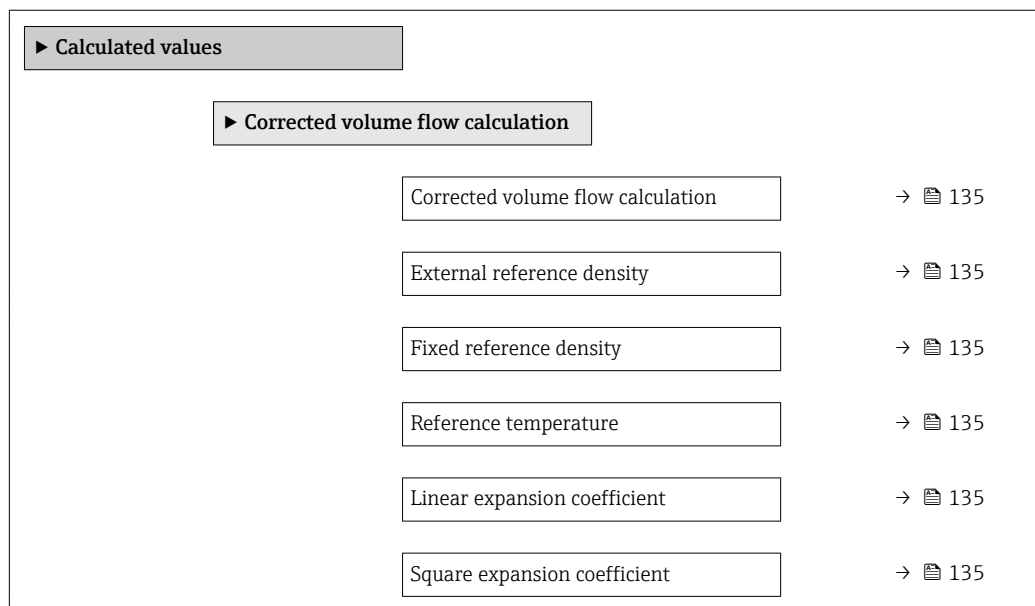 ▶ Calculated values
▶ Corrected volume flow calculation
Corrected volume flow calculation → 135
External reference density → 135
Fixed reference density → 135
Reference temperature → 135
Linear expansion coefficient → 135
Square expansion coefficient → 135